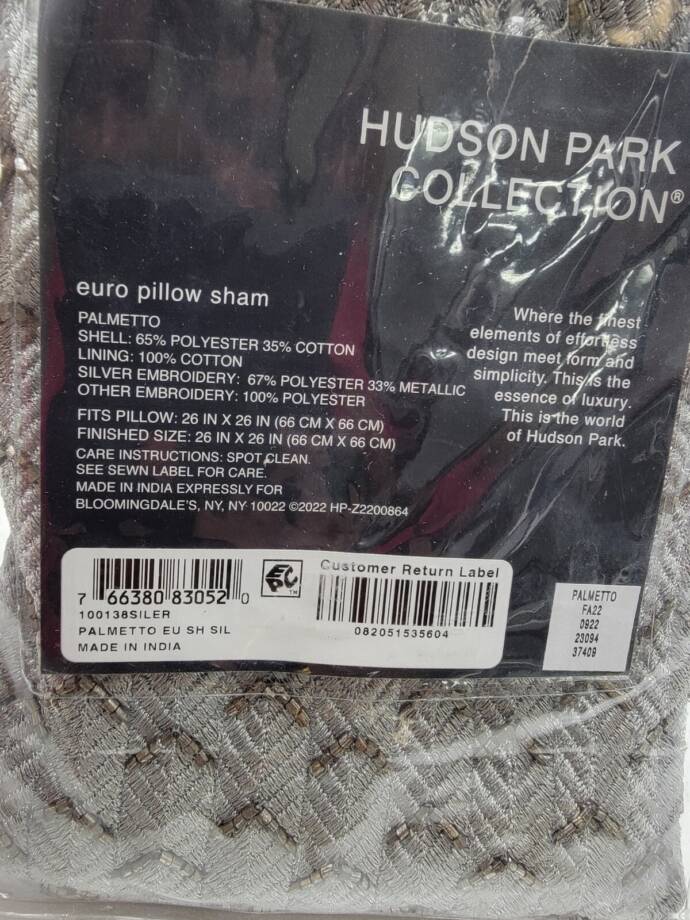 HUDSON PARK
COLLECTION®
euro pillow sham
PALMETTO
SHELL: 65% POLYESTER 35% COTTON
LINING: 100% COTTON
SILVER EMBROIDERY: 67% POLYESTER 33% METALLIC
OTHER EMBROIDERY: 100% POLYESTER
FITS PILLOW: 26 IN X 26 IN (66 CM X 66 CM)
FINISHED SIZE: 26 IN X 26 IN (66 CM X 66 CM)
CARE INSTRUCTIONS: SPOT CLEAN.
SEE SEWN LABEL FOR CARE.
MADE IN INDIA EXPRESSLY FOR
BLOOMINGDALE'S, NY, NY 10022 ©2022 HP-Z2200864
Where the finest
elements of effortless
design meet form and
simplicity. This is the
essence of luxury.
This is the world
of Hudson Park.
7 66380 83052 0
100138SILER
PALMETTO EU SH SIL
MADE IN INDIA
EPC™
Customer Return Label
082051535604
PALMETTO
FA22
0922
23094
37409